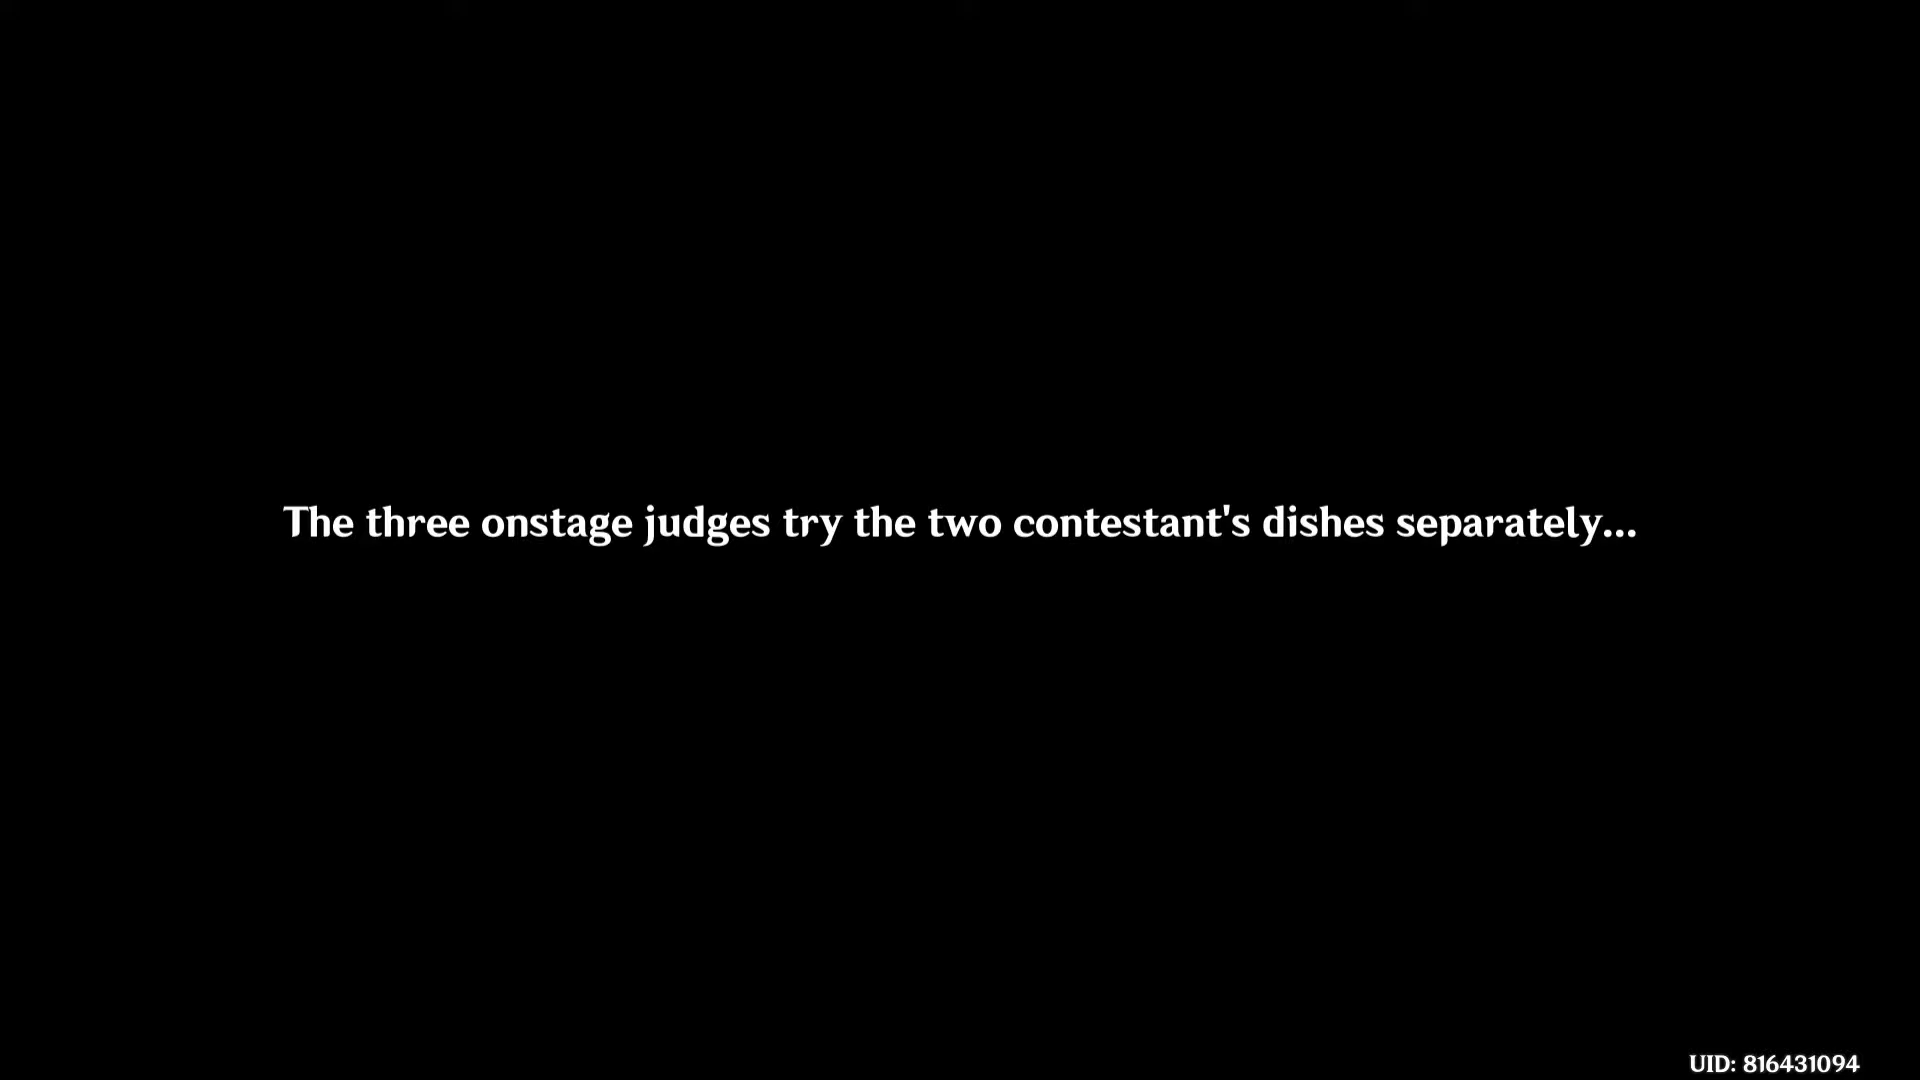 The three onstage judges try the two contestant's dishes separately...
UID: 816431094